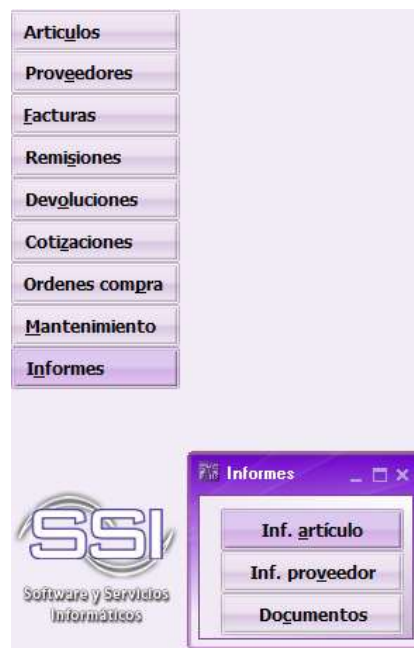 Articulos
Proveedores
Facturas
Remisiones
Devoluciones
Cotizaciones
Ordenes compra
Mantenimiento
Informes
Informes
Inf. artículo
Inf. proveedor
Documentos
SSI
Software y Servicios
Informáticos